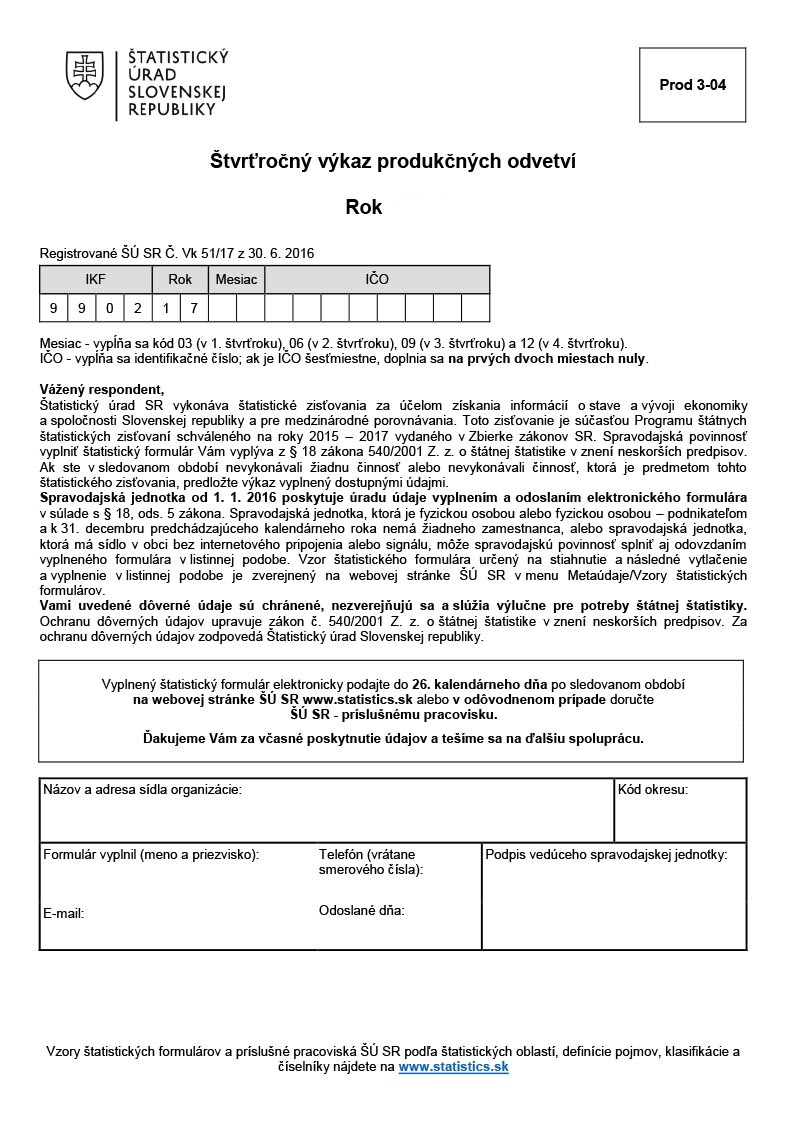 ŠTATISTICKÝ
ÚRAD
SLOVENSKEJ
REPUBLIKY
Prod 3-04
Štvrťročný výkaz produkčných odvetví
Rok
Registrované ŠÚ SR Č. Vk 51/17 z 30. 6. 2016
IKF Rok Mesiac IČO
9 9 0 2 1 7
Mesiac - vypĺňa sa kód 03 (v 1. štvrťroku), 06 (v 2. štvrťroku), 09 (v 3. štvrťroku) a 12 (v 4. štvrťroku).
IČO - vypĺňa sa identifikačné číslo; ak je IČO šesťmiestne, doplnia sa na prvých dvoch miestach nuly.
Vážený respondent,
Štatistický úrad SR vykonáva štatistické zisťovania za účelom získania informácií o stave a vývoji ekonomiky
a spoločnosti Slovenskej republiky a pre medzinárodné porovnávania. Toto zisťovanie je súčasťou Programu štátnych
štatistických zisťovaní schváleného na roky 2015 – 2017 vydaného v Zbierke zákonov SR. Spravodajská povinnosť
vyplniť štatistický formulár Vám vyplýva z § 18 zákona 540/2001 Z. z. o štátnej štatistike v znení neskorších predpisov.
Ak ste v sledovanom období nevykonávali žiadnu činnosť alebo nevykonávali činnosť, ktorá je predmetom tohto
štatistického zisťovania, predložte výkaz vyplnený dostupnými údajmi.
Spravodajská jednotka od 1. 1. 2016 poskytuje úradu údaje vyplnením a odoslaním elektronického formulára
v súlade s § 18, ods. 5 zákona. Spravodajská jednotka, ktorá je fyzickou osobou alebo fyzickou osobou – podnikateľom
a k 31. decembru predchádzajúceho kalendárneho roka nemá žiadneho zamestnanca, alebo spravodajská jednotka,
ktorá má sídlo v obci bez internetového pripojenia alebo signálu, môže spravodajskú povinnosť splniť aj odovzdaním
vyplneného formulára v listinnej podobe. Vzor štatistického formulára určený na stiahnutie a následné vytlačenie
a vyplnenie v listinnej podobe je zverejnený na webovej stránke ŠÚ SR v menu Metaúdaje/Vzory štatistických
formulárov.
Vami uvedené dôverné údaje sú chránené, nezverejňujú sa a slúžia výlučne pre potreby štátnej štatistiky.
Ochranu dôverných údajov upravuje zákon č. 540/2001 Z. z. o štátnej štatistike v znení neskorších predpisov. Za
ochranu dôverných údajov zodpovedá Štatistický úrad Slovenskej republiky.
Vyplnený štatistický formulár elektronicky podajte do 26. kalendárneho dňa po sledovanom období
na webovej stránke ŠÚ SR www.statistics.sk alebo v odôvodnenom prípade doručte
ŠÚ SR - príslušnému pracovisku.
Ďakujeme Vám za včasné poskytnutie údajov a tešíme sa na ďalšiu spoluprácu.
Názov a adresa sídla organizácie: Kód okresu:
Formulár vyplnil (meno a priezvisko): Telefón (vrátane Podpis vedúceho spravodajskej jednotky:
smerového čísla):
E-mail: Odoslané dňa:
Vzory štatistických formulárov a príslušné pracoviská ŠÚ SR podľa štatistických oblastí, definície pojmov, klasifikácie a
číselníky nájdete na www.statistics.sk